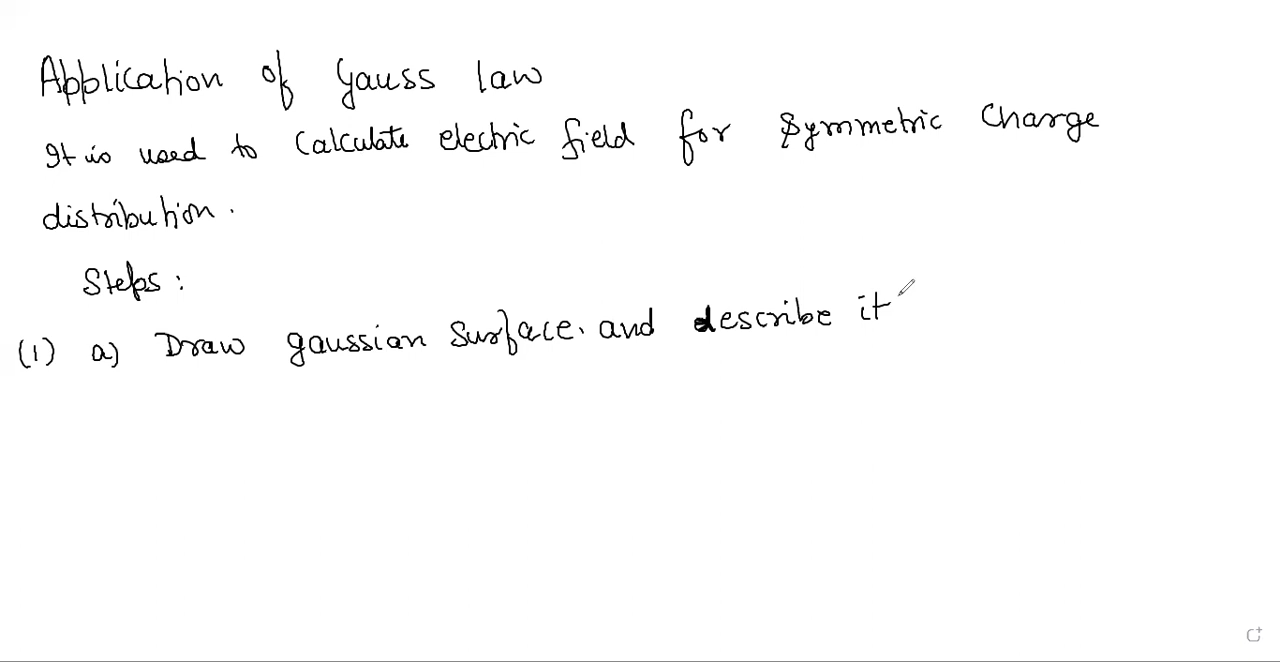 Application of Gauss law
It is used to Calculate electric field for Symmetric Charge
distribution.
Steps :
(1) a) Draw gaussian Surface. and describe it